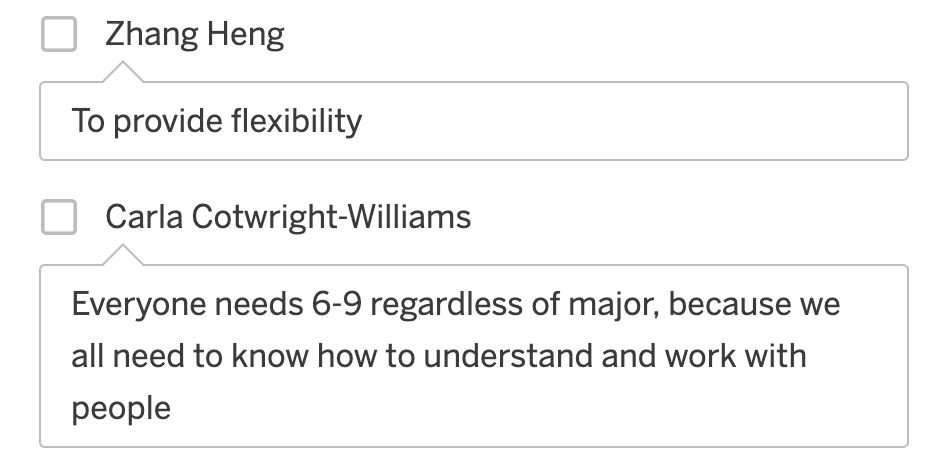 Zhang Heng
To provide flexibility
Carla Cotwright-Williams
Everyone needs 6-9 regardless of major, because we
all need to know how to understand and work with
people